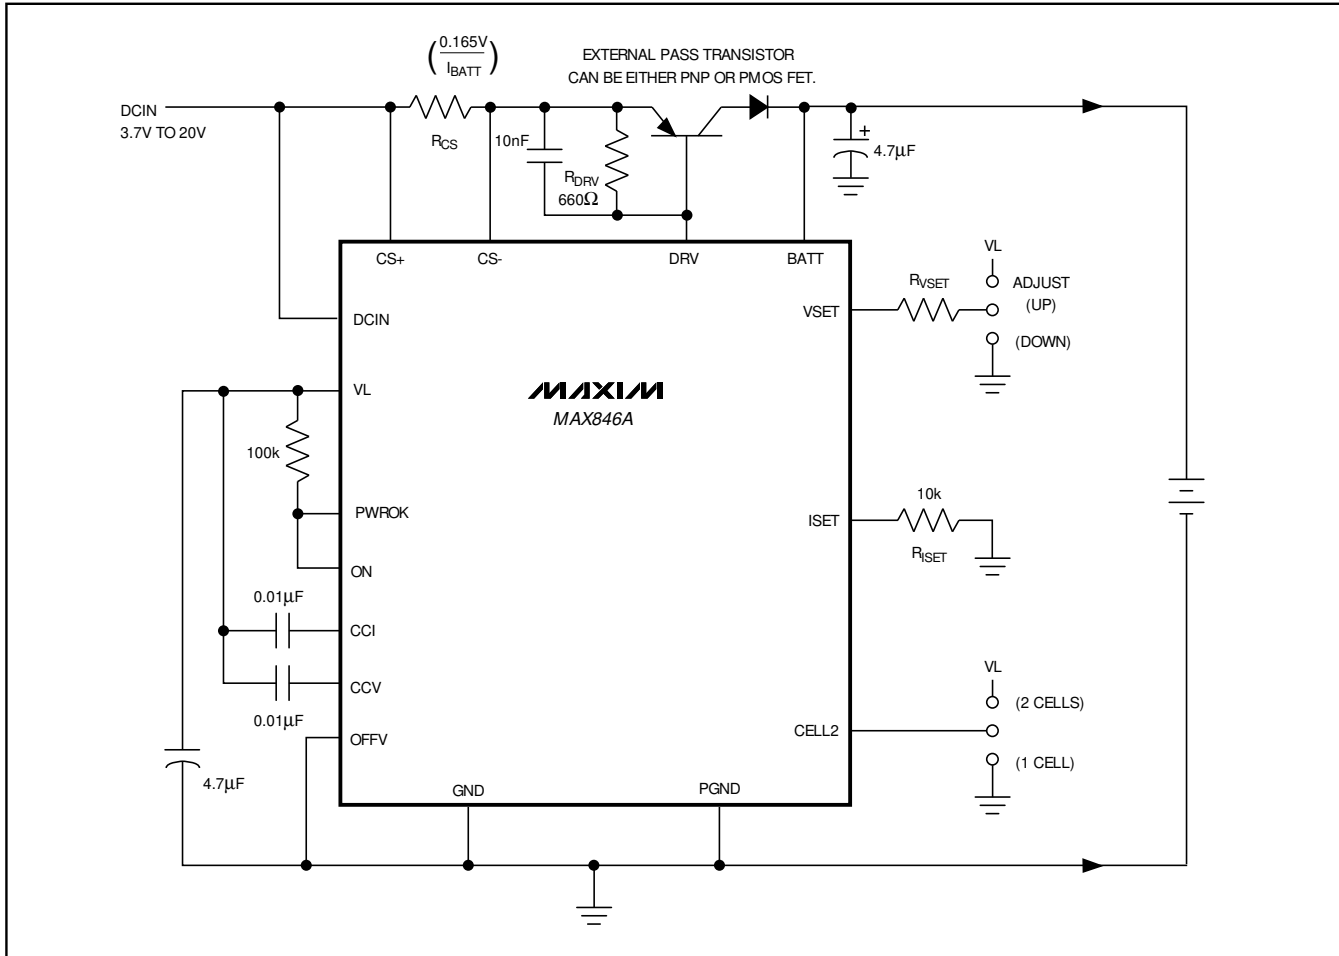 (0.165V / I_BATT)
EXTERNAL PASS TRANSISTOR
CAN BE EITHER PNP OR PMOS FET.
DCIN
3.7V TO 20V
R_CS
10nF
R_DRV
660Ω
+
4.7μF
CS+
CS-
DRV
BATT
VL
R_VSET
ADJUST
(UP)
(DOWN)
VSET
DCIN
VL
MAXIM
MAX846A
100k
PWROK
ON
10k
ISET
R_ISET
0.01μF
CCI
CCV
0.01μF
OFFV
VL
(2 CELLS)
CELL2
(1 CELL)
4.7μF
GND
PGND